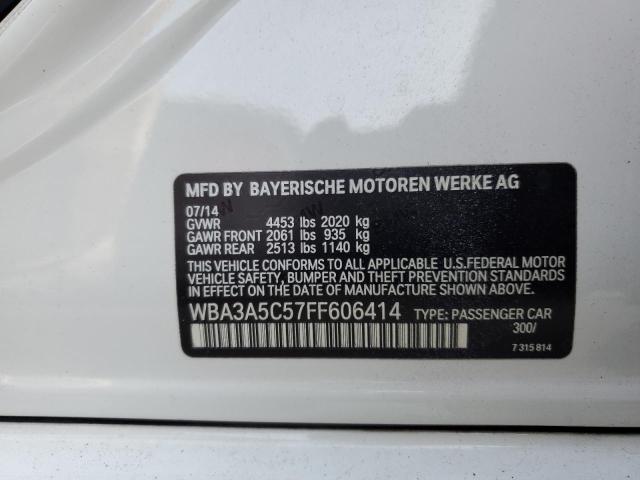 MFD BY BAYERISCHE MOTOREN WERKE AG
07/14
GVWR 4453 lbs 2020 kg
GAWR FRONT 2061 lbs 935 kg
GAWR REAR 2513 lbs 1140 kg
THIS VEHICLE CONFORMS TO ALL APPLICABLE U.S.FEDERAL MOTOR
VEHICLE SAFETY, BUMPER AND THEFT PREVENTION STANDARDS
IN EFFECT ON THE DATE OF MANUFACTURE SHOWN ABOVE.
WBA3A5C57FF606414 TYPE: PASSENGER CAR
300/
7 315 814